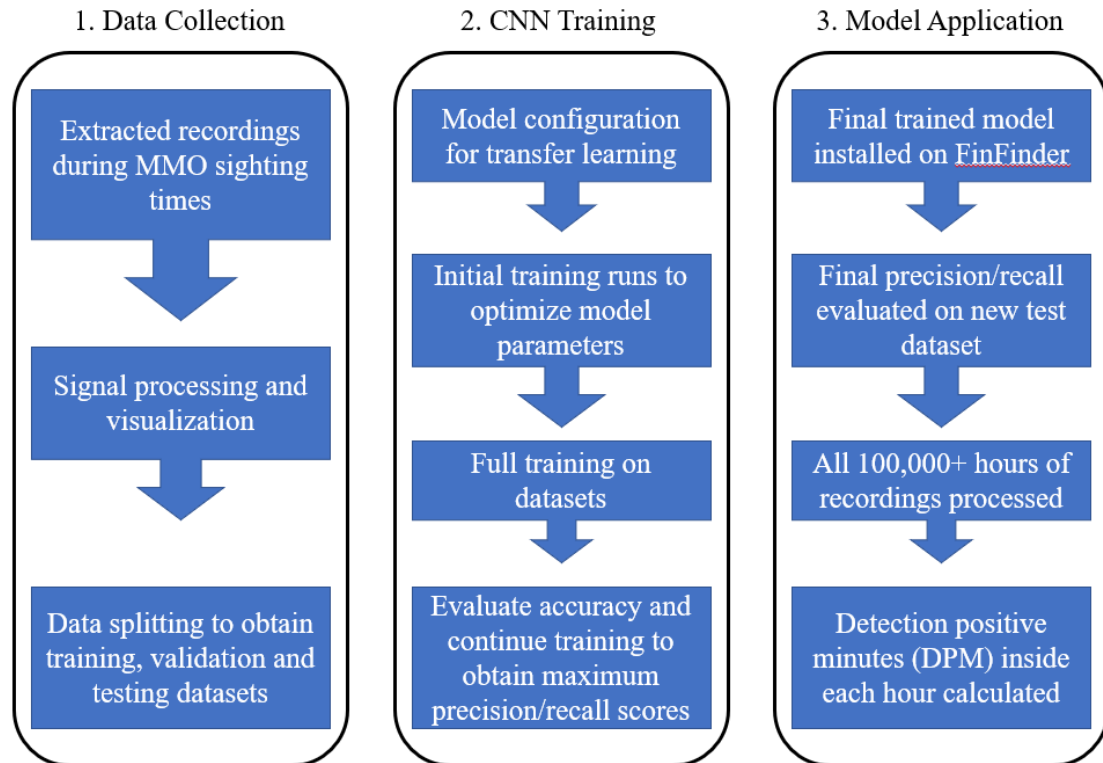 1. Data Collection
Extracted recordings
during MMO sighting
times
Signal processing and
visualization
Data splitting to obtain
training, validation and
testing datasets
2. CNN Training
Model configuration
for transfer learning
Initial training runs to
optimize model
parameters
Full training on
datasets
Evaluate accuracy and
continue training to
obtain maximum
precision/recall scores
3. Model Application
Final trained model
installed on FinFinder
Final precision/recall
evaluated on new test
dataset
All 100,000+ hours of
recordings processed
Detection positive
minutes (DPM) inside
each hour calculated